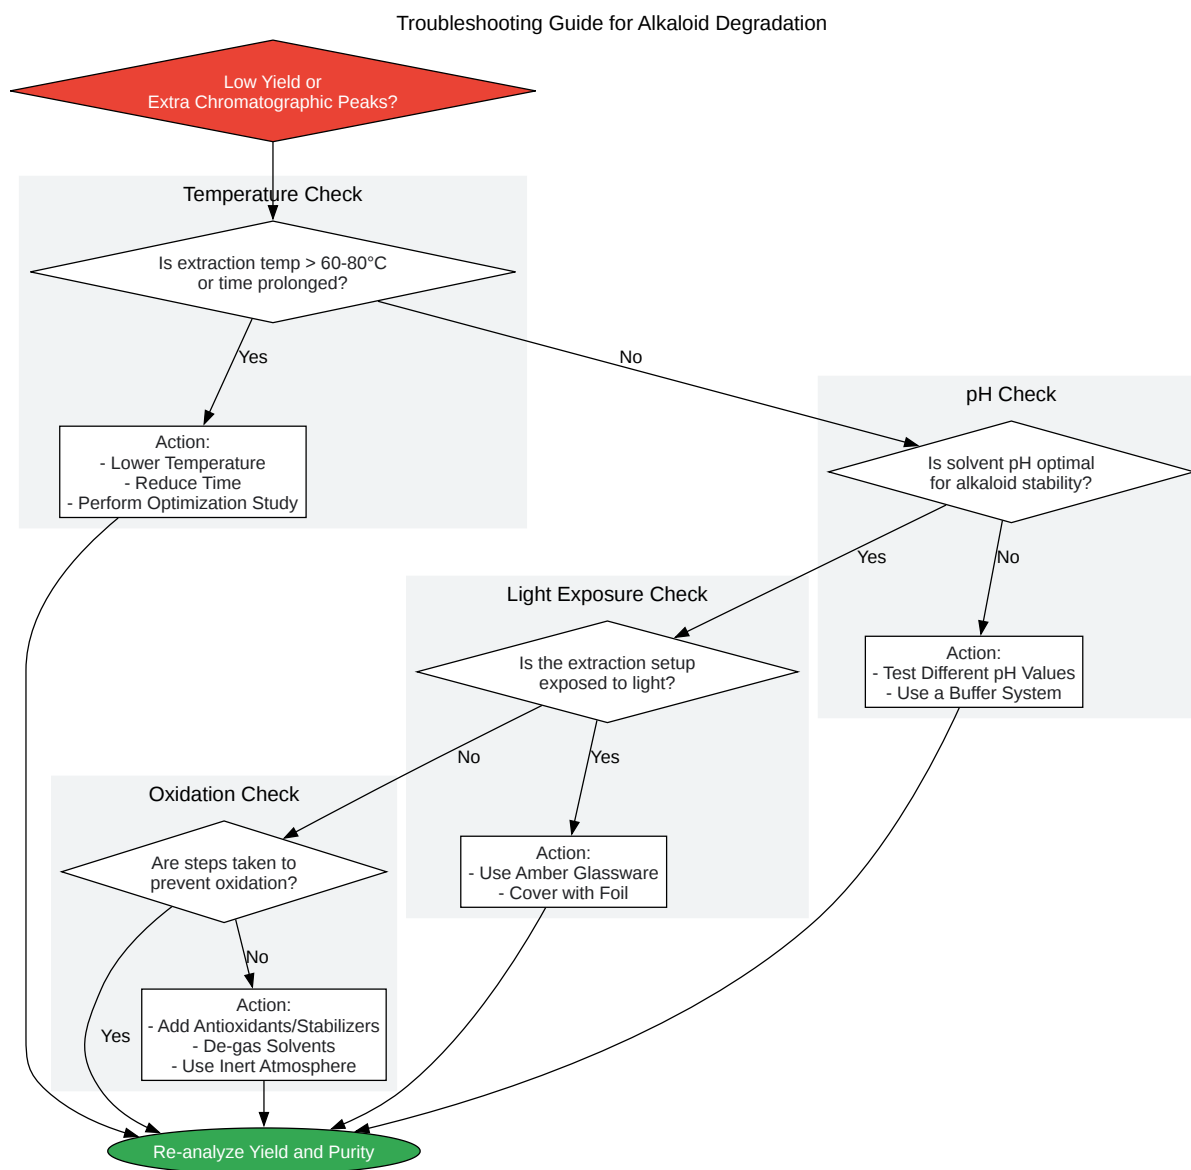 Troubleshooting Guide for Alkaloid Degradation
Low Yield or
Extra Chromatographic Peaks?
Temperature Check
Is extraction temp > 60-80°C
or time prolonged?
Yes
No
Action:
- Lower Temperature
- Reduce Time
- Perform Optimization Study
pH Check
Is solvent pH optimal
for alkaloid stability?
Yes
No
Action:
- Test Different pH Values
- Use a Buffer System
Light Exposure Check
Is the extraction setup
exposed to light?
No
Yes
Action:
- Use Amber Glassware
- Cover with Foil
Oxidation Check
Are steps taken to
prevent oxidation?
No
Yes
Action:
- Add Antioxidants/Stabilizers
- De-gas Solvents
- Use Inert Atmosphere
Re-analyze Yield and Purity